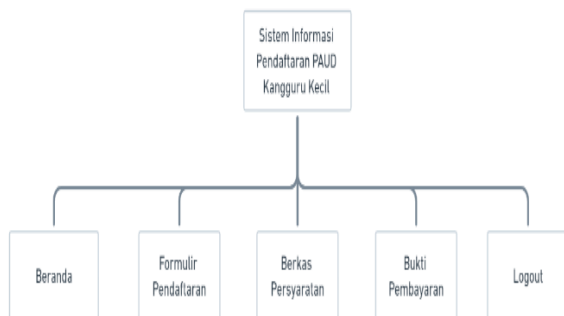 Sistem Informasi
Pendaftaran PAUD
Kangguru Kecil
Beranda
Formulir
Pendaftaran
Berkas
Persyaratan
Bukti
Pembayaran
Logout